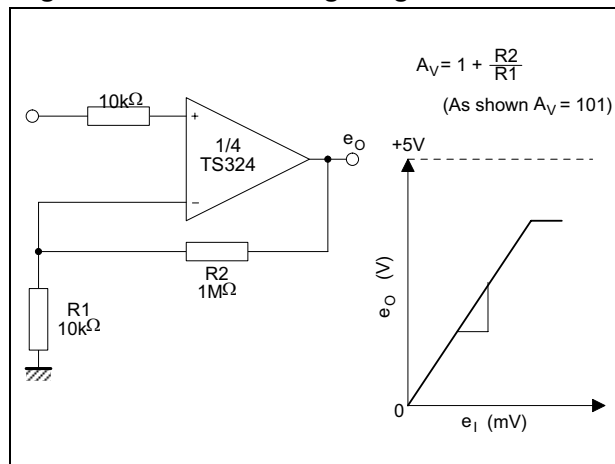 A_V = 1 + R2/R1
(As shown A_V = 101)
10kΩ
+
1/4
TS324
e_O
−
R2
1MΩ
R1
10kΩ
+5V
e_O (V)
0
e_I (mV)